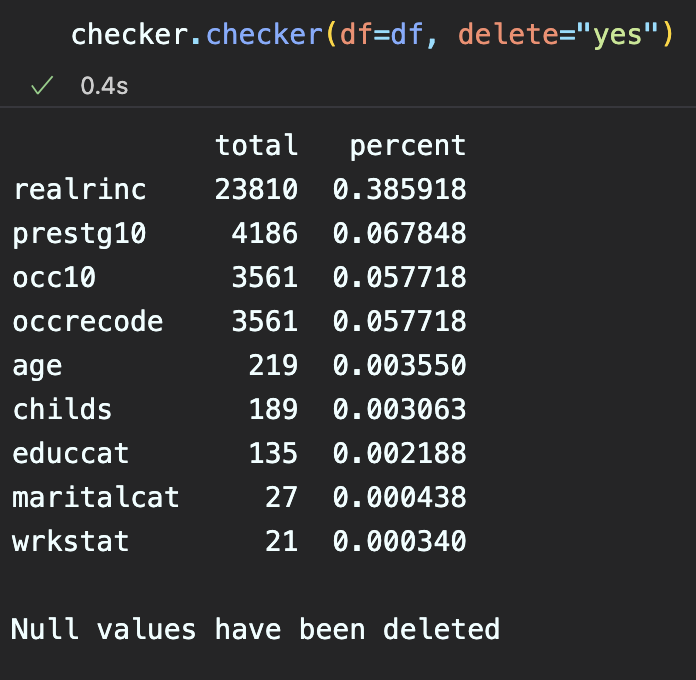 checker.checker(df=df, delete="yes")
✓ 0.4s
total percent
realrinc 23810 0.385918
prestg10 4186 0.067848
occ10 3561 0.057718
occrecode 3561 0.057718
age 219 0.003550
childs 189 0.003063
educcat 135 0.002188
maritalcat 27 0.000438
wrkstat 21 0.000340
Null values have been deleted